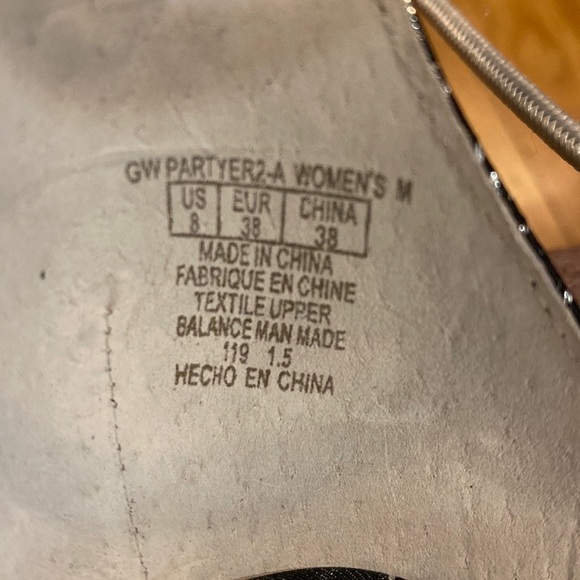 GW PARTYER2-A WOMEN'S M
US EUR CHINA
8 38 38
MADE IN CHINA
FABRIQUE EN CHINE
TEXTILE UPPER
BALANCE MAN MADE
119 1.5
HECHO EN CHINA